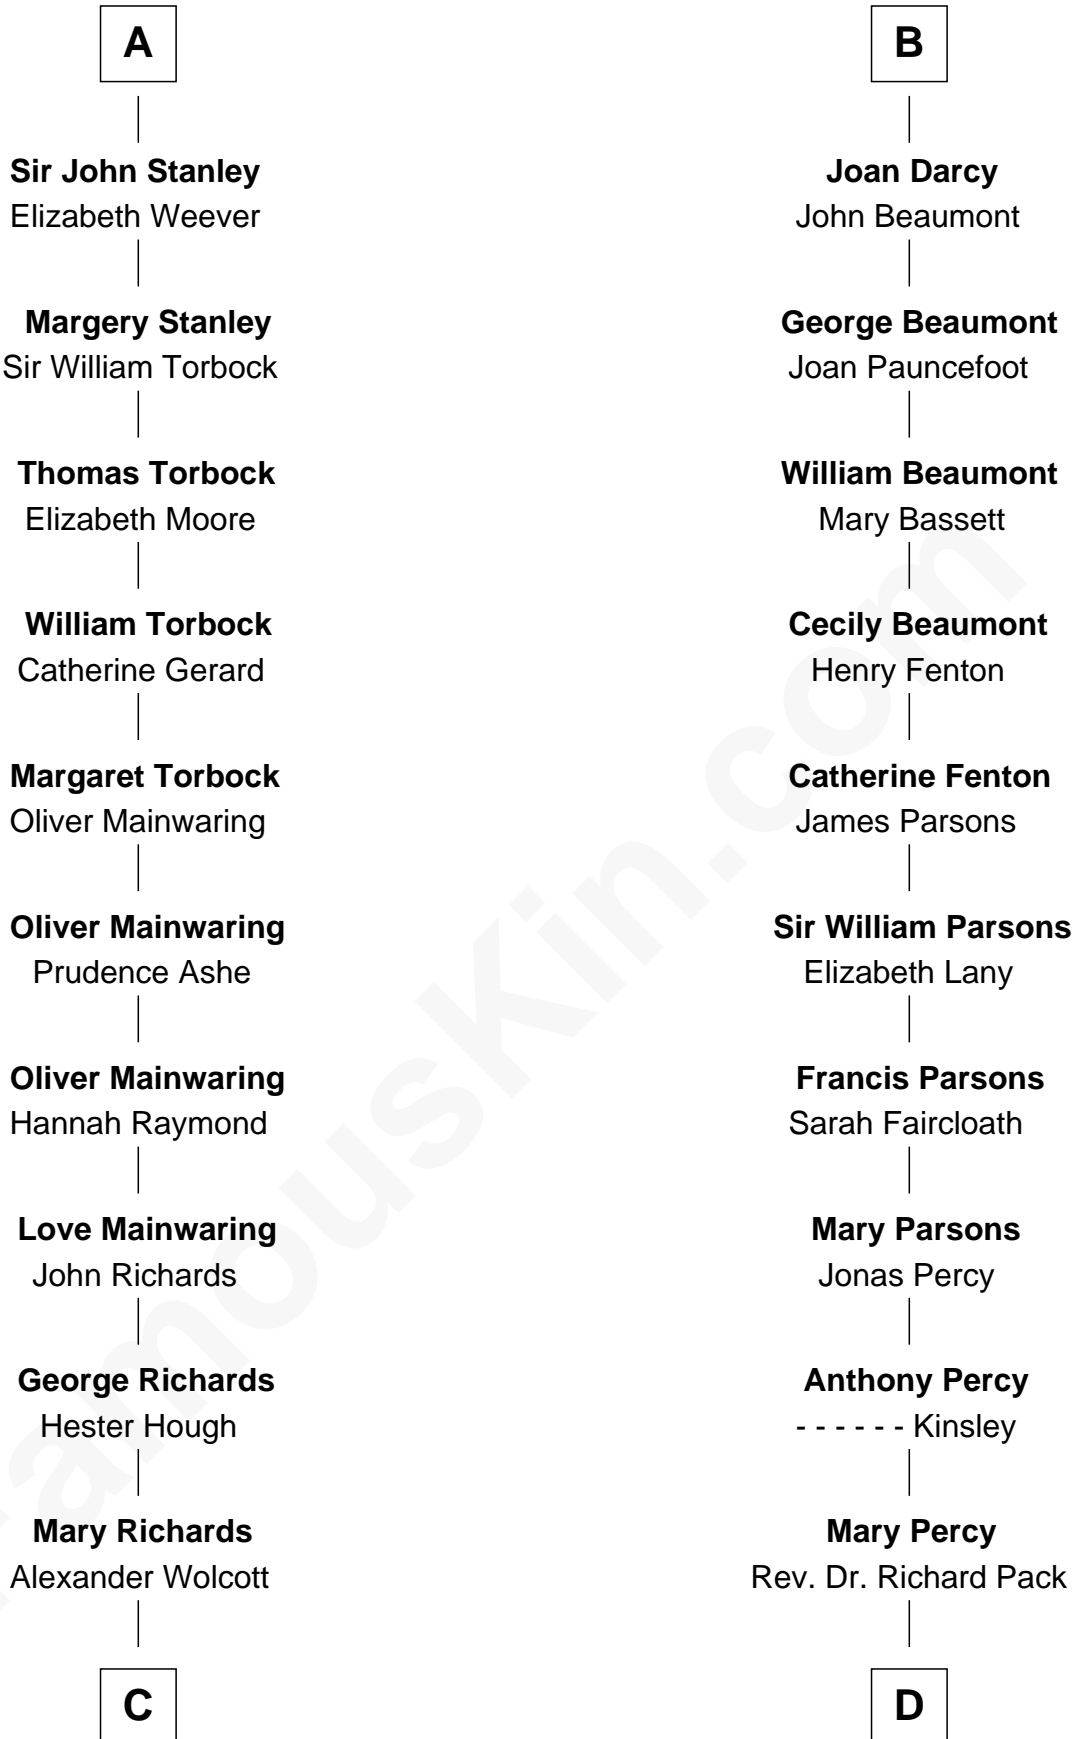 A
Sir John Stanley
Elizabeth Weever
Margery Stanley
Sir William Torbock
Thomas Torbock
Elizabeth Moore
William Torbock
Catherine Gerard
Margaret Torbock
Oliver Mainwaring
Oliver Mainwaring
Prudence Ashe
Oliver Mainwaring
Hannah Raymond
Love Mainwaring
John Richards
George Richards
Hester Hough
Mary Richards
Alexander Wolcott
C
B
Joan Darcy
John Beaumont
George Beaumont
Joan Pauncefoot
William Beaumont
Mary Bassett
Cecily Beaumont
Henry Fenton
Catherine Fenton
James Parsons
Sir William Parsons
Elizabeth Lany
Francis Parsons
Sarah Faircloath
Mary Parsons
Jonas Percy
Anthony Percy
- - - - - - Kinsley
Mary Percy
Rev. Dr. Richard Pack
D
FamousKin.com